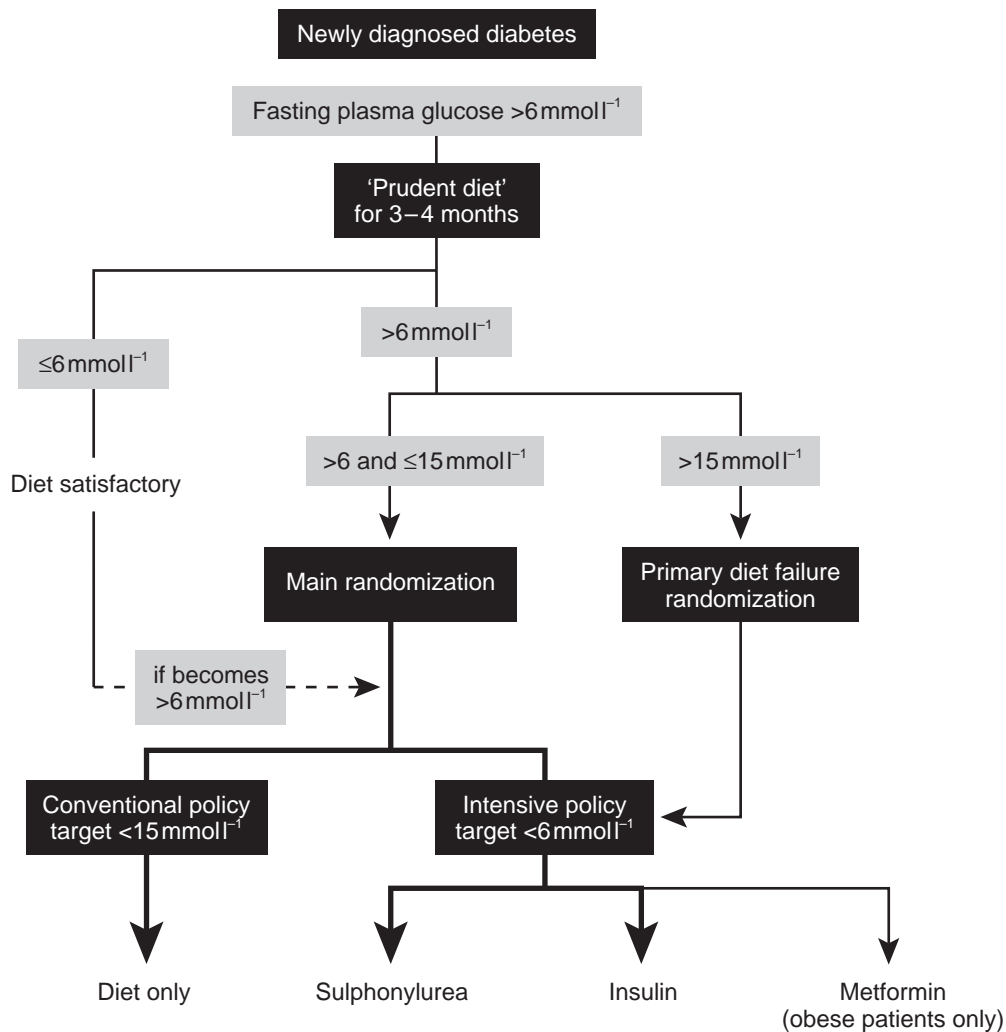 Newly diagnosed diabetes
Fasting plasma glucose >6 mmol l⁻¹
‘Prudent diet’
for 3–4 months
>6 mmol l⁻¹
≤6 mmol l⁻¹
>6 and ≤15 mmol l⁻¹
>15 mmol l⁻¹
Diet satisfactory
Main randomization
Primary diet failure
randomization
if becomes
>6 mmol l⁻¹
Conventional policy
target <15 mmol l⁻¹
Intensive policy
target <6 mmol l⁻¹
Diet only
Sulphonylurea
Insulin
Metformin
(obese patients only)